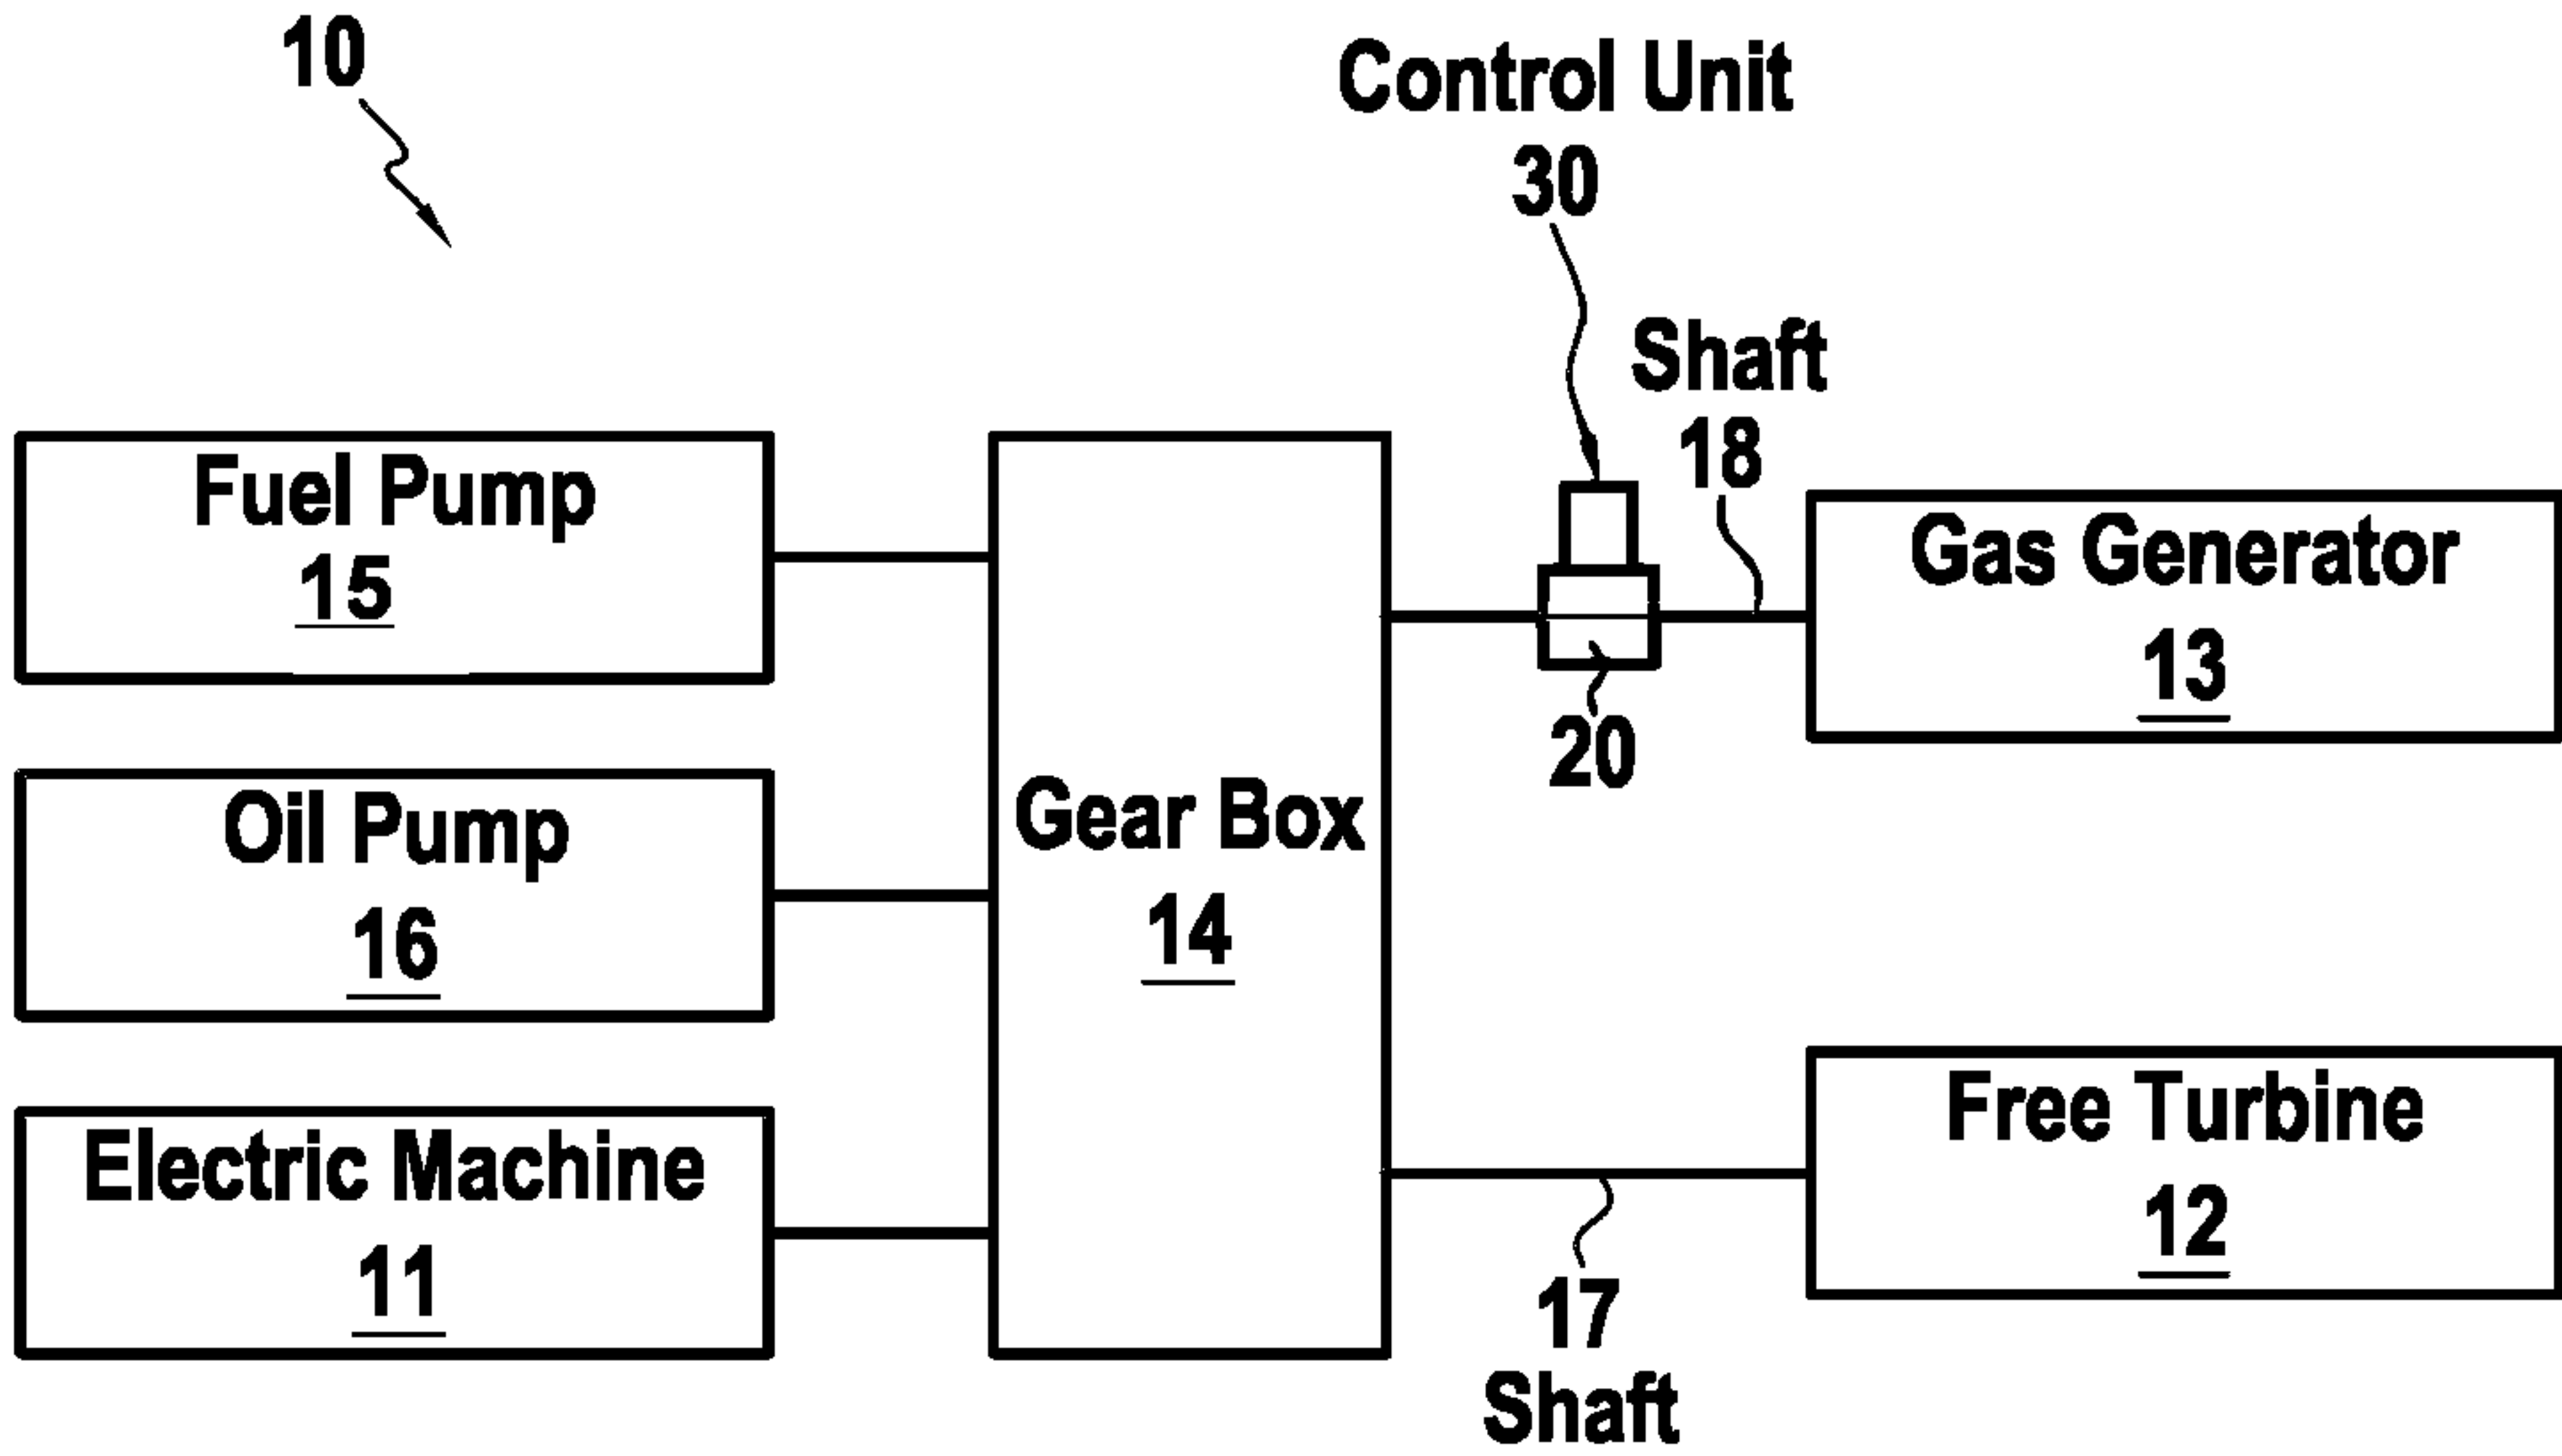 10
Control Unit
30
Shaft
18
Fuel Pump
15
Gas Generator
13
20
Oil Pump
16
Gear Box
14
Electric Machine
11
Free Turbine
12
17
Shaft